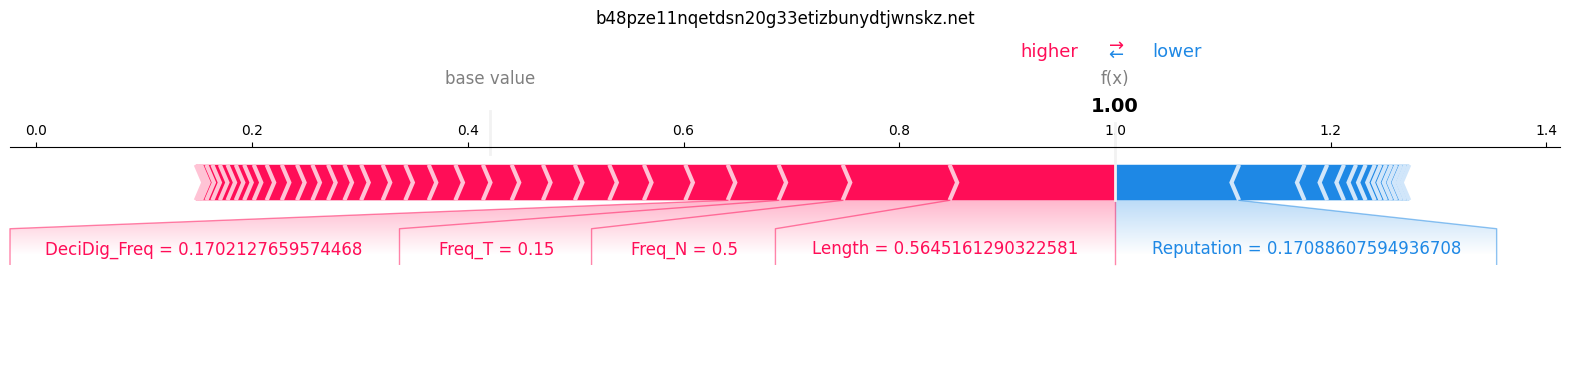 b48pze11nqetdsn20g33etizbunydtjwnskz.net
higher → ← lower
base value f(x)
1.00
0.0 0.2 0.4 0.6 0.8 1.0 1.2 1.4
DeciDig_Freq = 0.1702127659574468 Freq_T = 0.15 Freq_N = 0.5 Length = 0.5645161290322581 Reputation = 0.17088607594936708